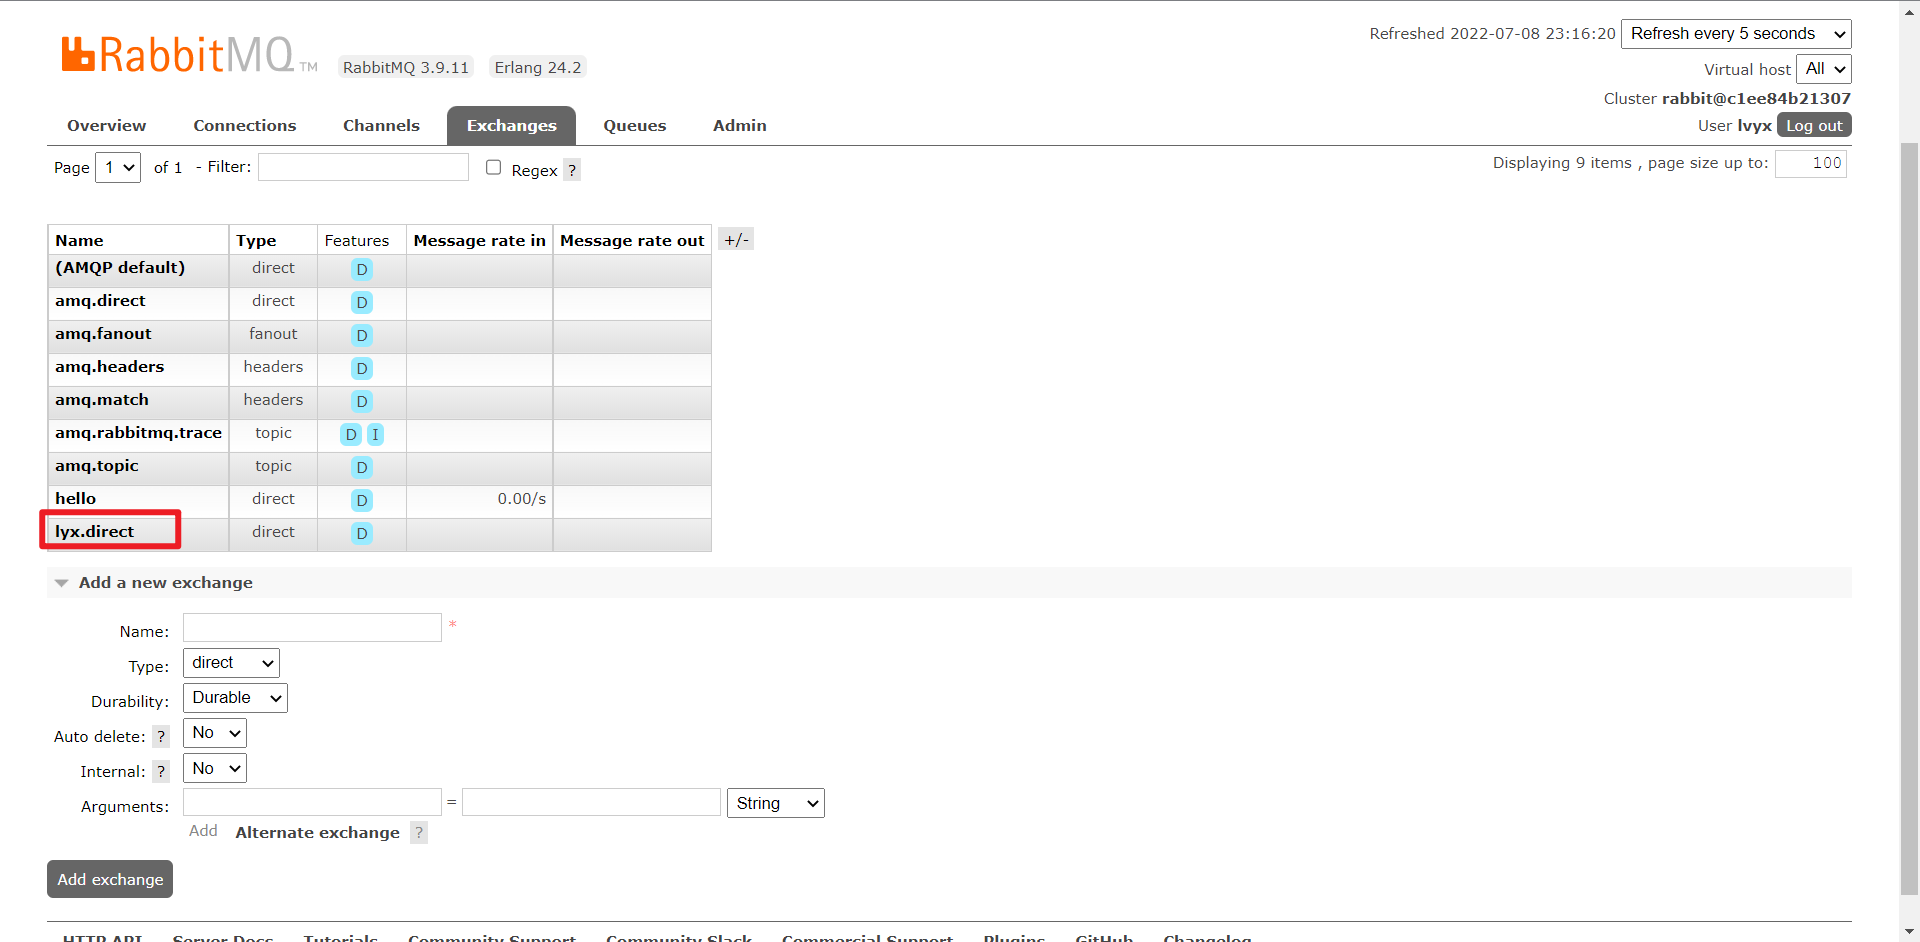 RabbitMQ TM RabbitMQ 3.9.11 Erlang 24.2
Refreshed 2022-07-08 23:16:20 Refresh every 5 seconds
Virtual host All
Cluster rabbit@c1ee84b21307
User lvyx Log out
Overview Connections Channels Exchanges Queues Admin
Page 1 of 1 - Filter: Regex ? Displaying 9 items , page size up to: 100
Name Type Features Message rate in Message rate out +/-
(AMQP default) direct D
amq.direct direct D
amq.fanout fanout D
amq.headers headers D
amq.match headers D
amq.rabbitmq.trace topic D I
amq.topic topic D
hello direct D 0.00/s
lyx.direct direct D
Add a new exchange
Name: *
Type: direct
Durability: Durable
Auto delete: ? No
Internal: ? No
Arguments: = String
Add Alternate exchange ?
Add exchange
HTTP API Server Docs Tutorials Community Support Community Slack Commercial Support Plugins GitHub Changelog